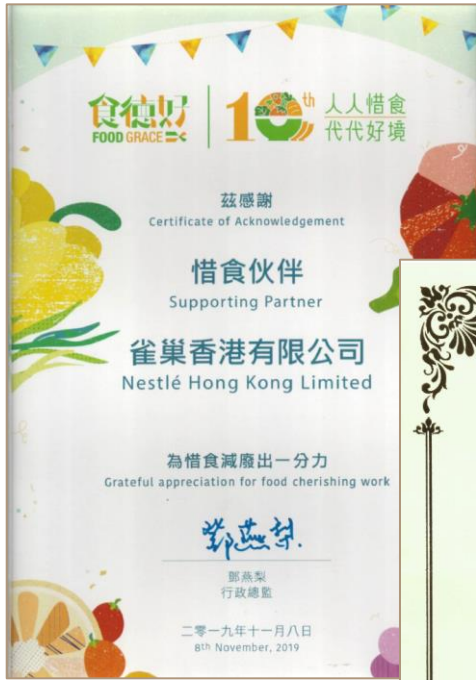 食德好
FOOD GRACE
10th
人人惜食
代代好境
茲感謝
Certificate of Acknowledgement
惜食伙伴
Supporting Partner
雀巢香港有限公司
Nestlé Hong Kong Limited
為惜食減廢出一分力
Grateful appreciation for food cherishing work
鄧燕梨
鄧燕梨
行政總監
二零一九年十一月八日
8th November, 2019